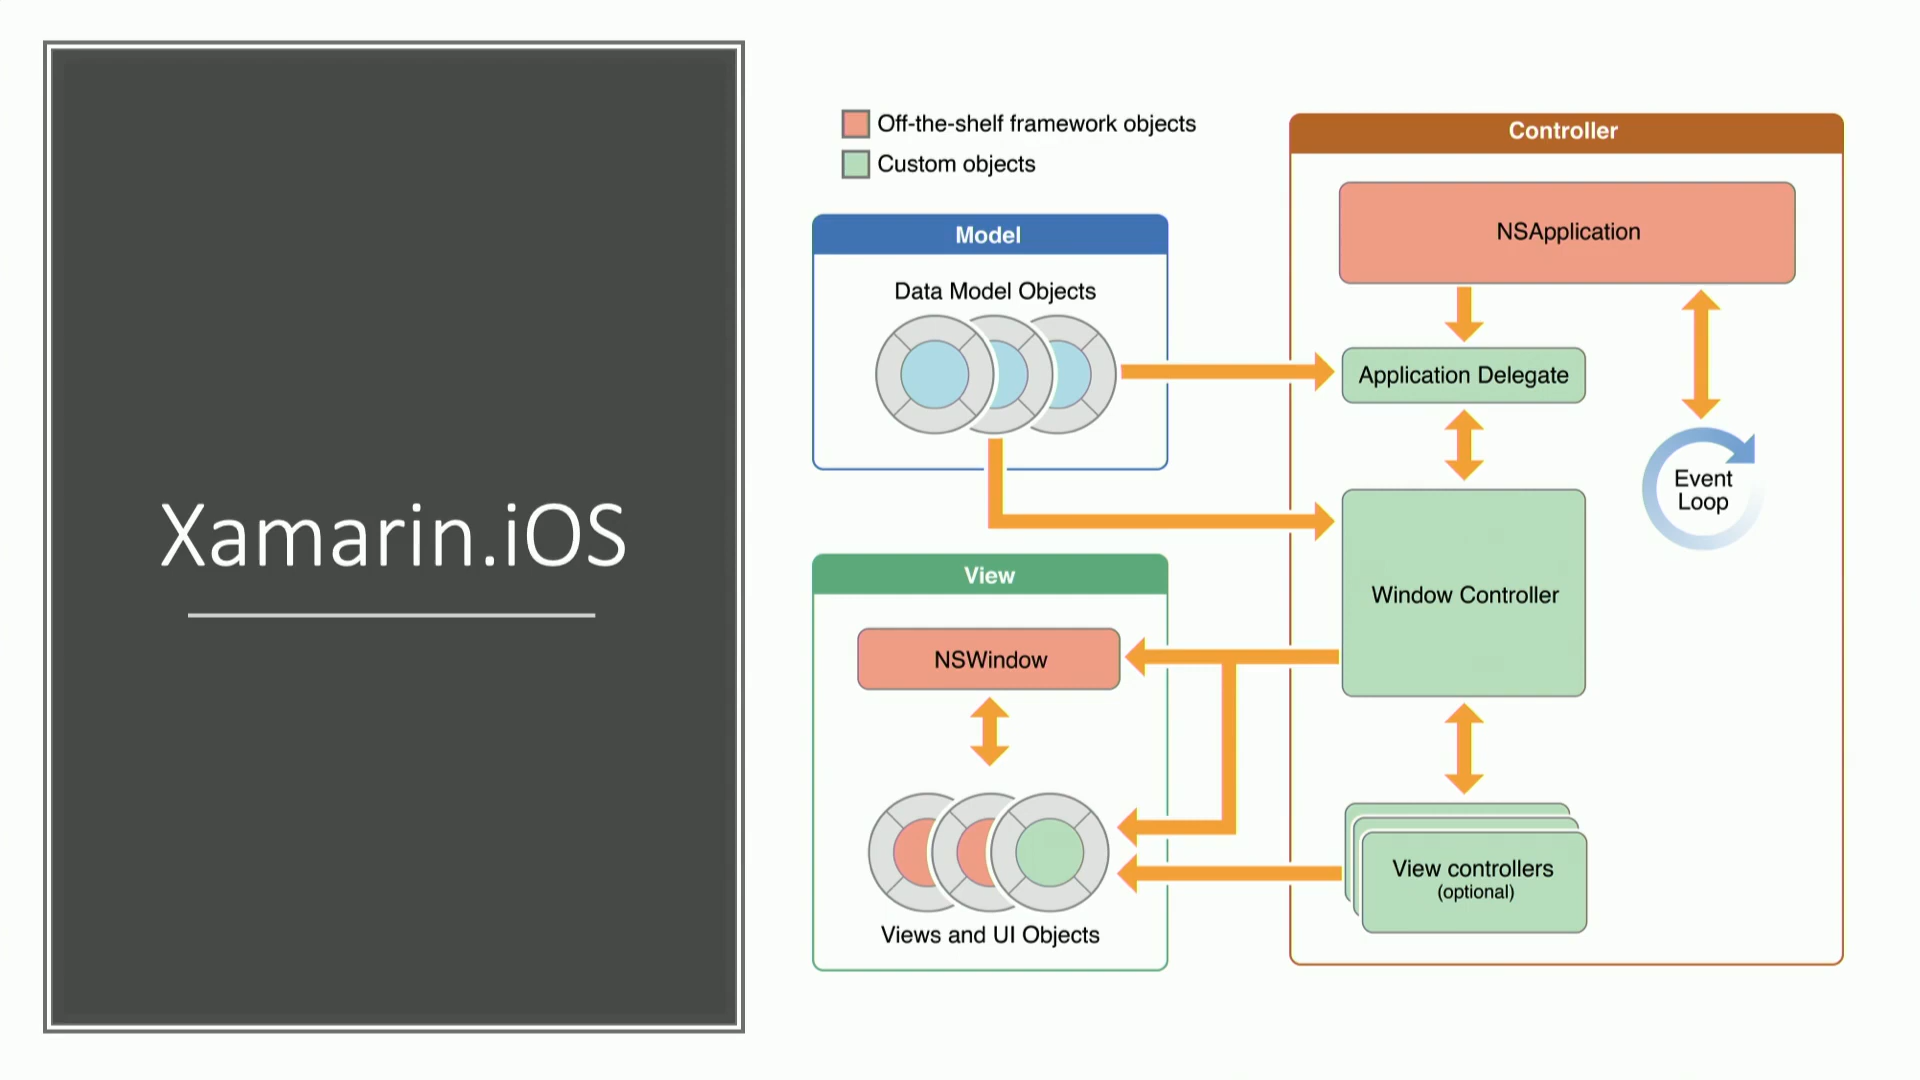 Xamarin.iOS
Off-the-shelf framework objects
Custom objects
Model
Data Model Objects
View
NSWindow
Views and UI Objects
Controller
NSApplication
Application Delegate
Event
Loop
Window Controller
View controllers
(optional)